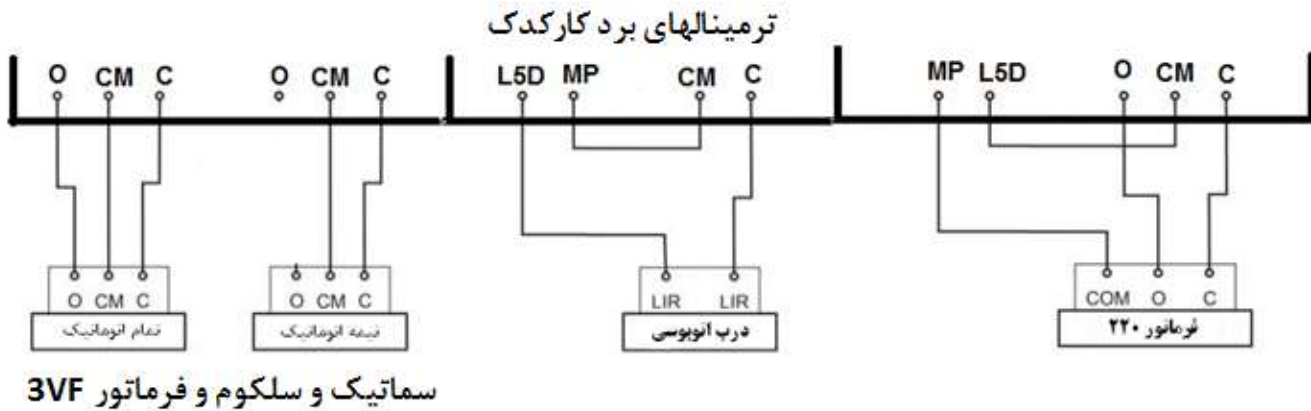 ترمینالهای برد کارکدک
O CM C O CM C L5D MP CM C MP L5D O CM C
O CM C O CM C LIR LIR COM O C
تمام اتوماتیک نیمه اتوماتیک درب اتوبوسی فرماتور ۲۲۰
سماتیک و سلکوم و فرماتور 3VF